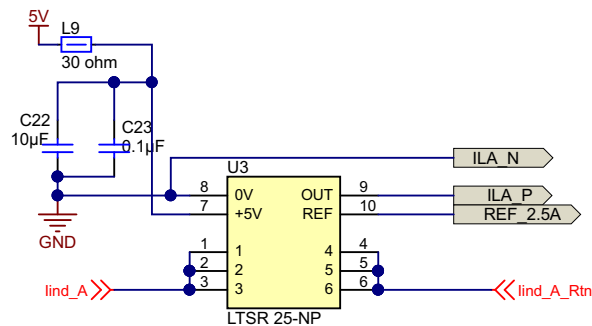 5V
L9
30 ohm
C22
10µF
C23
0.1µF
GND
U3
8 0V OUT 9
7 +5V REF 10
1 1 4 4
2 2 5 5
3 3 6 6
LTSR 25-NP
ILA_N
ILA_P
REF_2.5A
Iind_A
Iind_A_Rtn